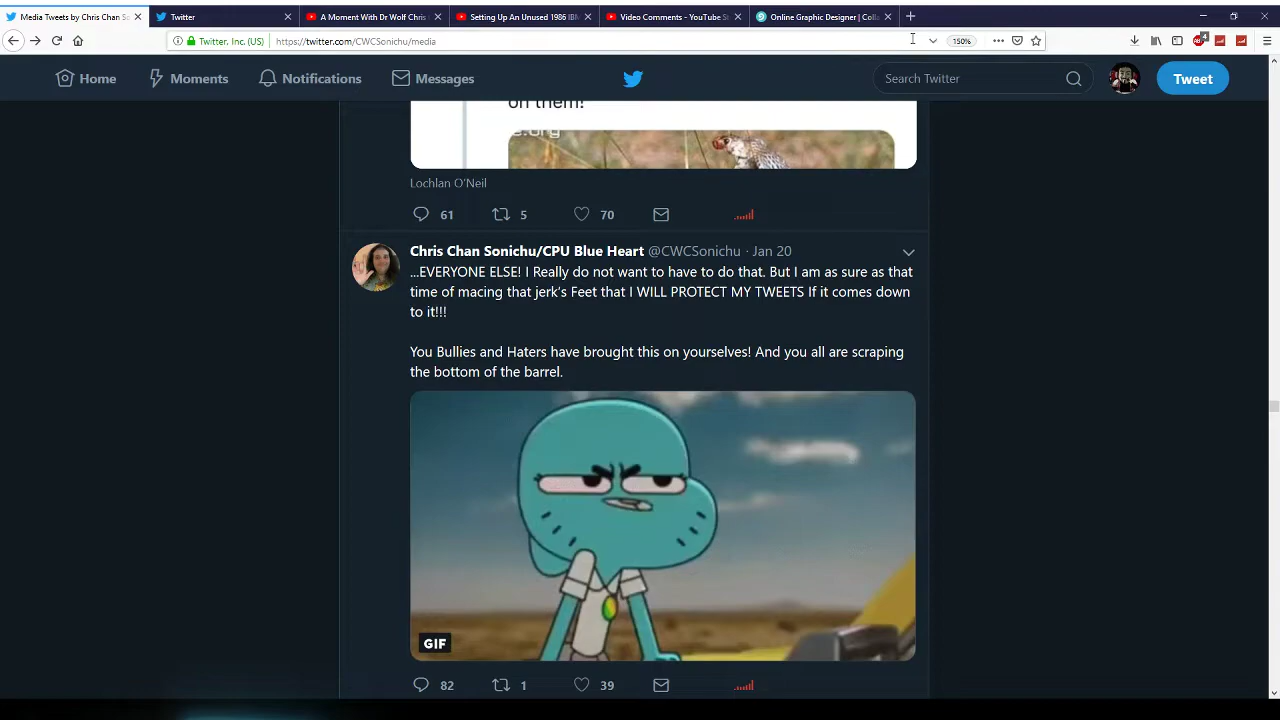 Media Tweets by Chris Chan So
Twitter
A Moment With Dr Wolf Chris
Setting Up An Unused 1986 IBM
Video Comments - YouTube St
Online Graphic Designer | Colla
Twitter, Inc. (US)
https://twitter.com/CWCSonichu/media
150%
4
Home
Moments
Notifications
Messages
Search Twitter
Tweet
on them!
Lochlan O'Neil
61
5
70
Chris Chan Sonichu/CPU Blue Heart @CWCSonichu · Jan 20
...EVERYONE ELSE! I Really do not want to have to do that. But I am as sure as that
time of macing that jerk's Feet that I WILL PROTECT MY TWEETS If it comes down
to it!!!
You Bullies and Haters have brought this on yourselves! And you all are scraping
the bottom of the barrel.
GIF
82
1
39